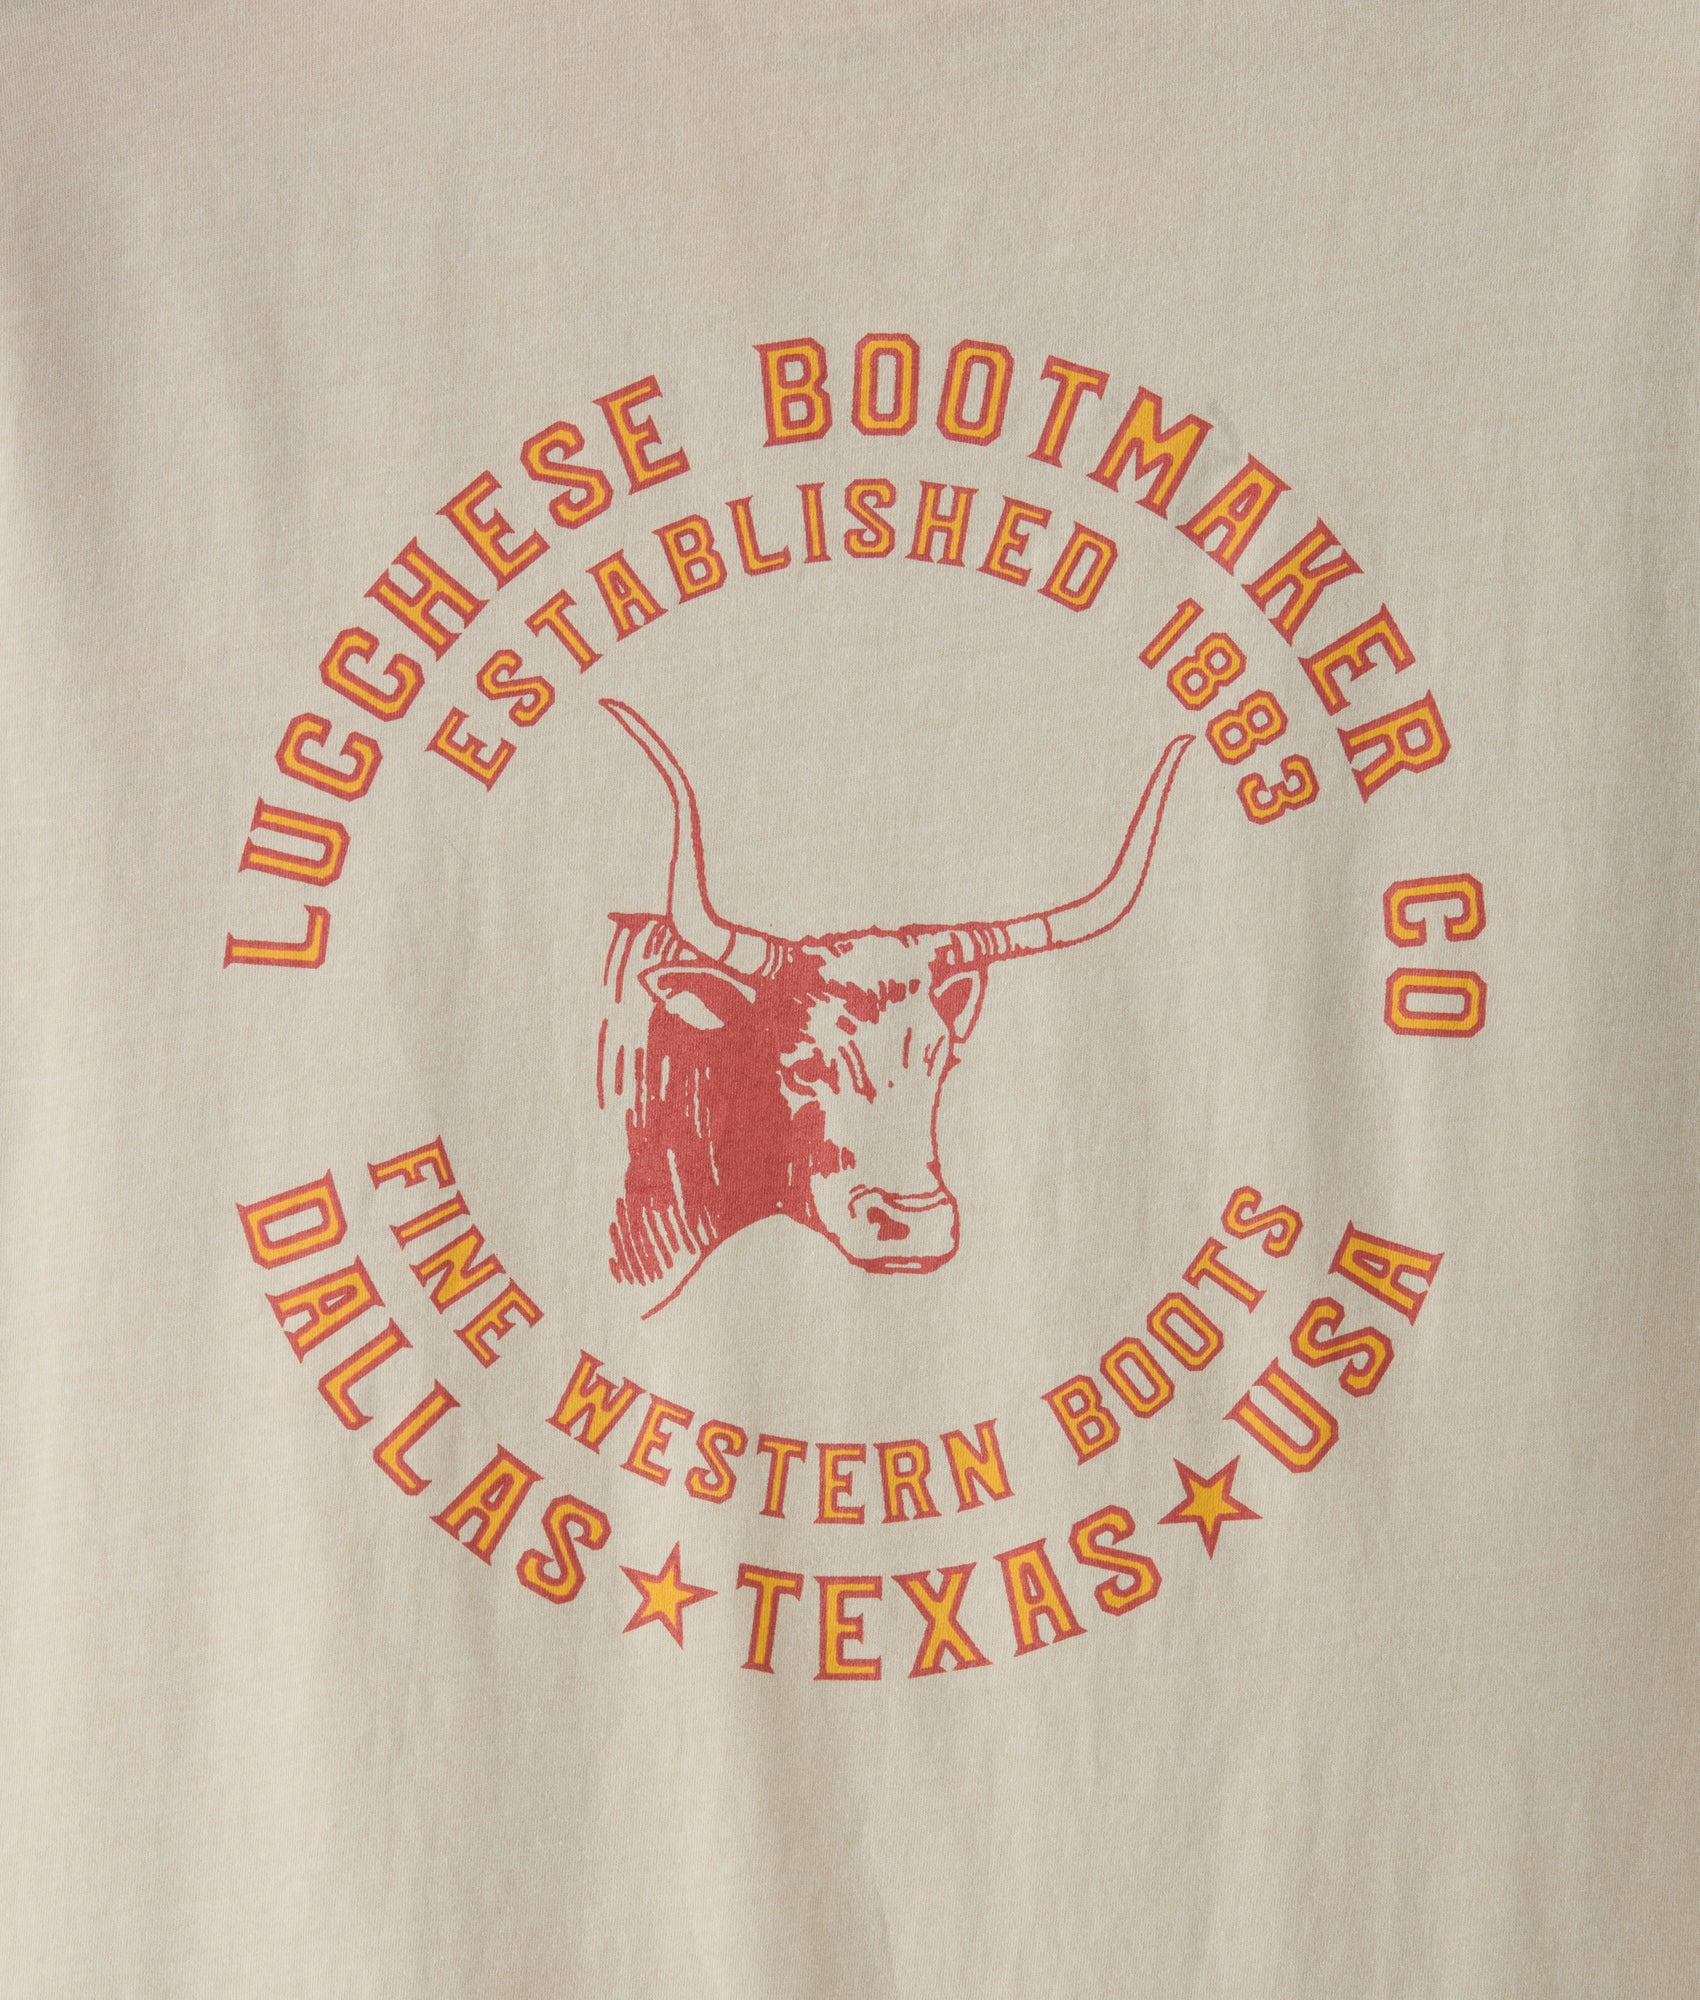 LUCCHESE BOOTMAKER CO
ESTABLISHED 1883
FINE WESTERN BOOTS
DALLAS★TEXAS★USA